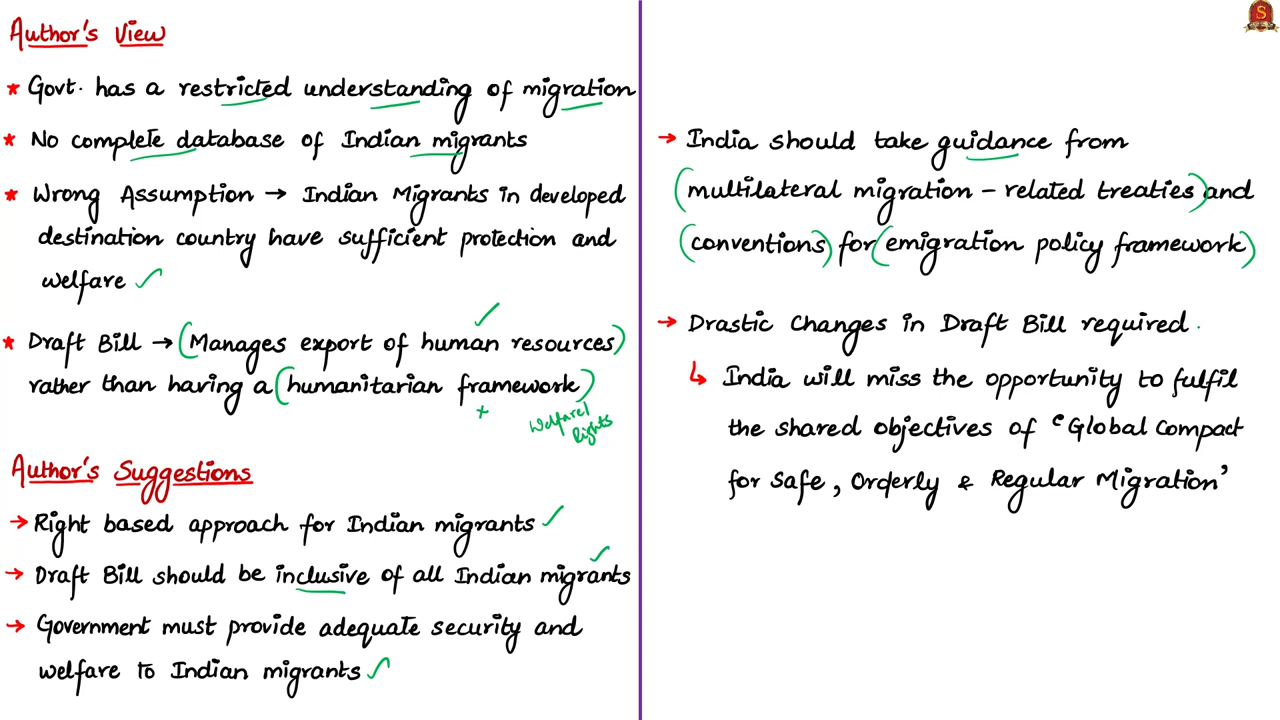 Author's View
* Govt. has a restricted understanding of migration
* No complete database of Indian migrants
* Wrong Assumption → Indian Migrants in developed
destination country have sufficient protection and
welfare ✓
* Draft Bill → (Manages export of human resources)
rather than having a (humanitarian framework)
Welfare/
Rights
Author's Suggestions
→ Right based approach for Indian migrants ✓
→ Draft Bill should be inclusive of all Indian migrants
→ Government must provide adequate security and
welfare to Indian migrants ✓
→ India should take guidance from
(multilateral migration - related treaties) and
(conventions) for (emigration policy framework)
→ Drastic Changes in Draft Bill required.
↳ India will miss the opportunity to fulfil
the shared objectives of 'Global Compact
for Safe, Orderly & Regular Migration'
S